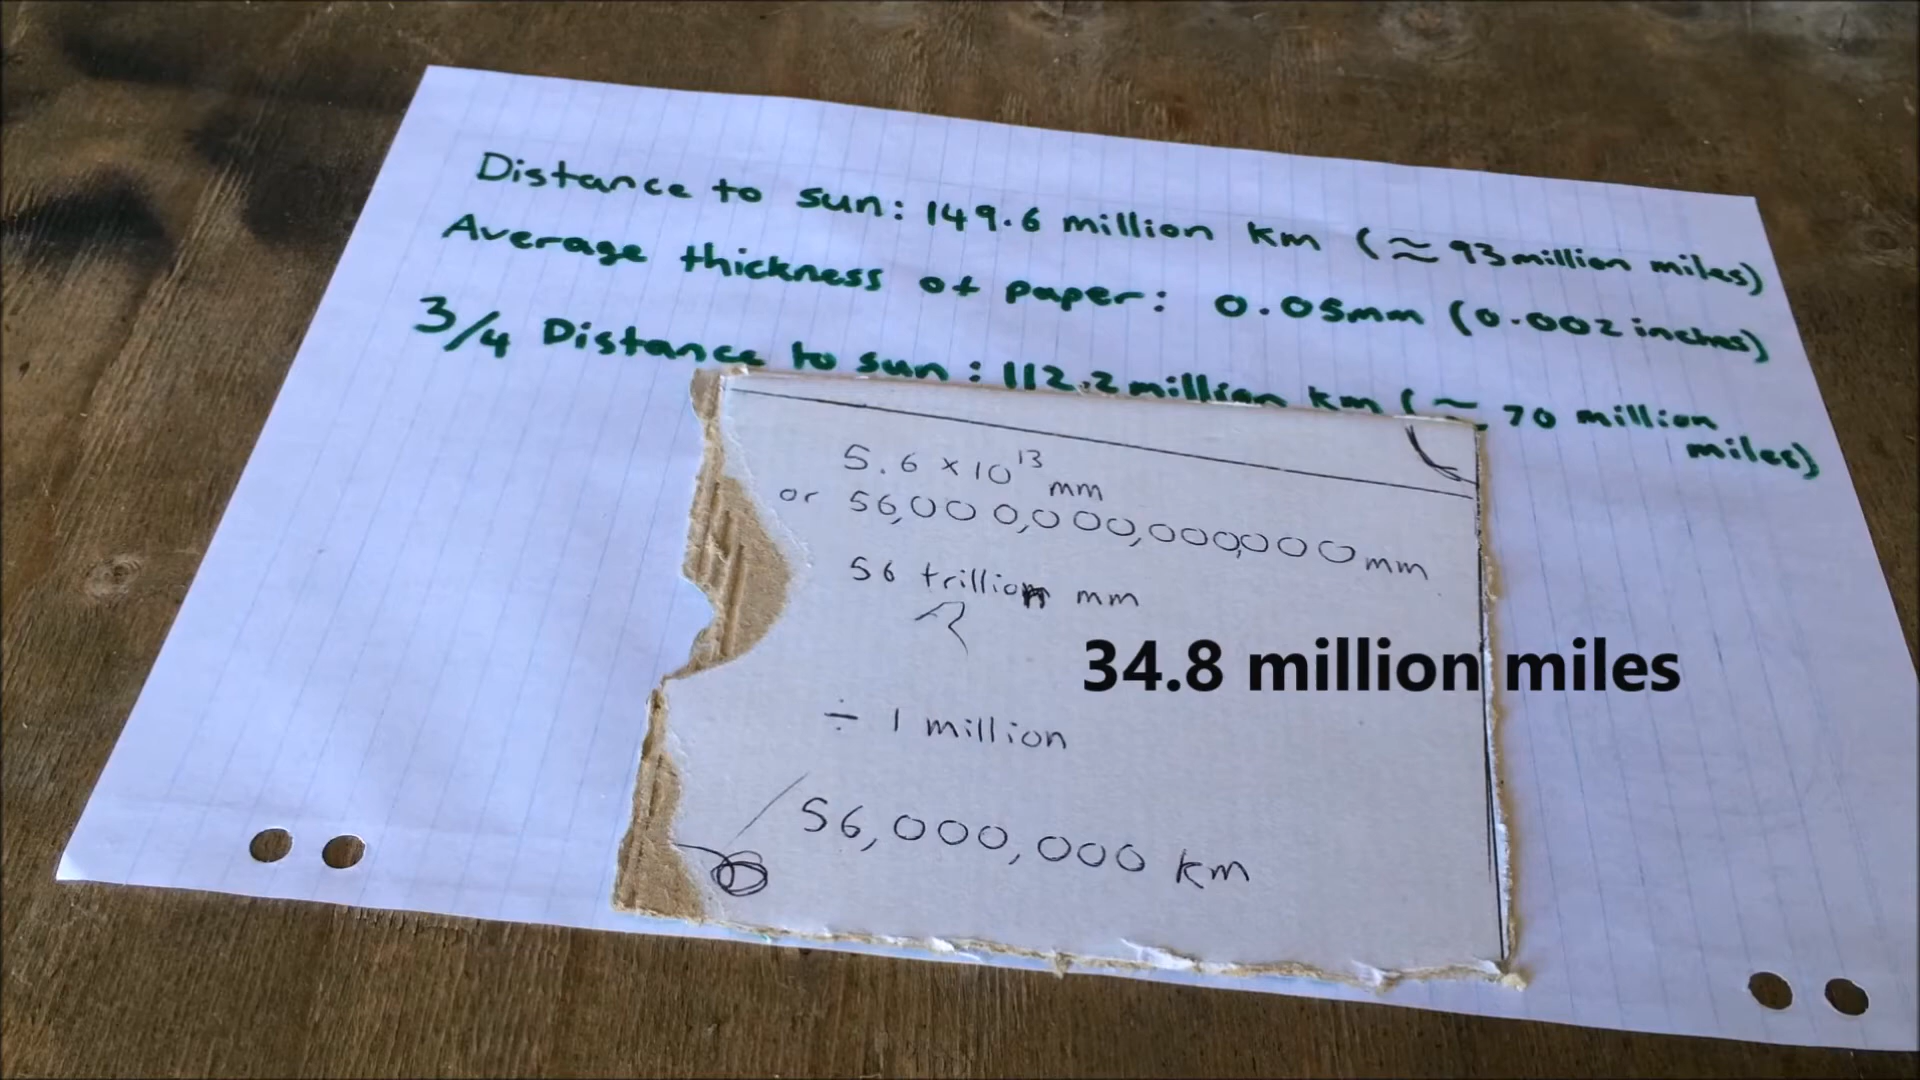 Distance to sun: 149.6 million km (≈ 93 million miles)
Average thickness of paper: 0.05mm (0.002 inches)
3/4 Distance to sun: 112.2 million km (≈ 70 million
miles)
5.6 × 10¹³ mm
or 56,000,000,000,000 mm
56 trillion mm
34.8 million miles
÷ 1 million
56,000,000 km